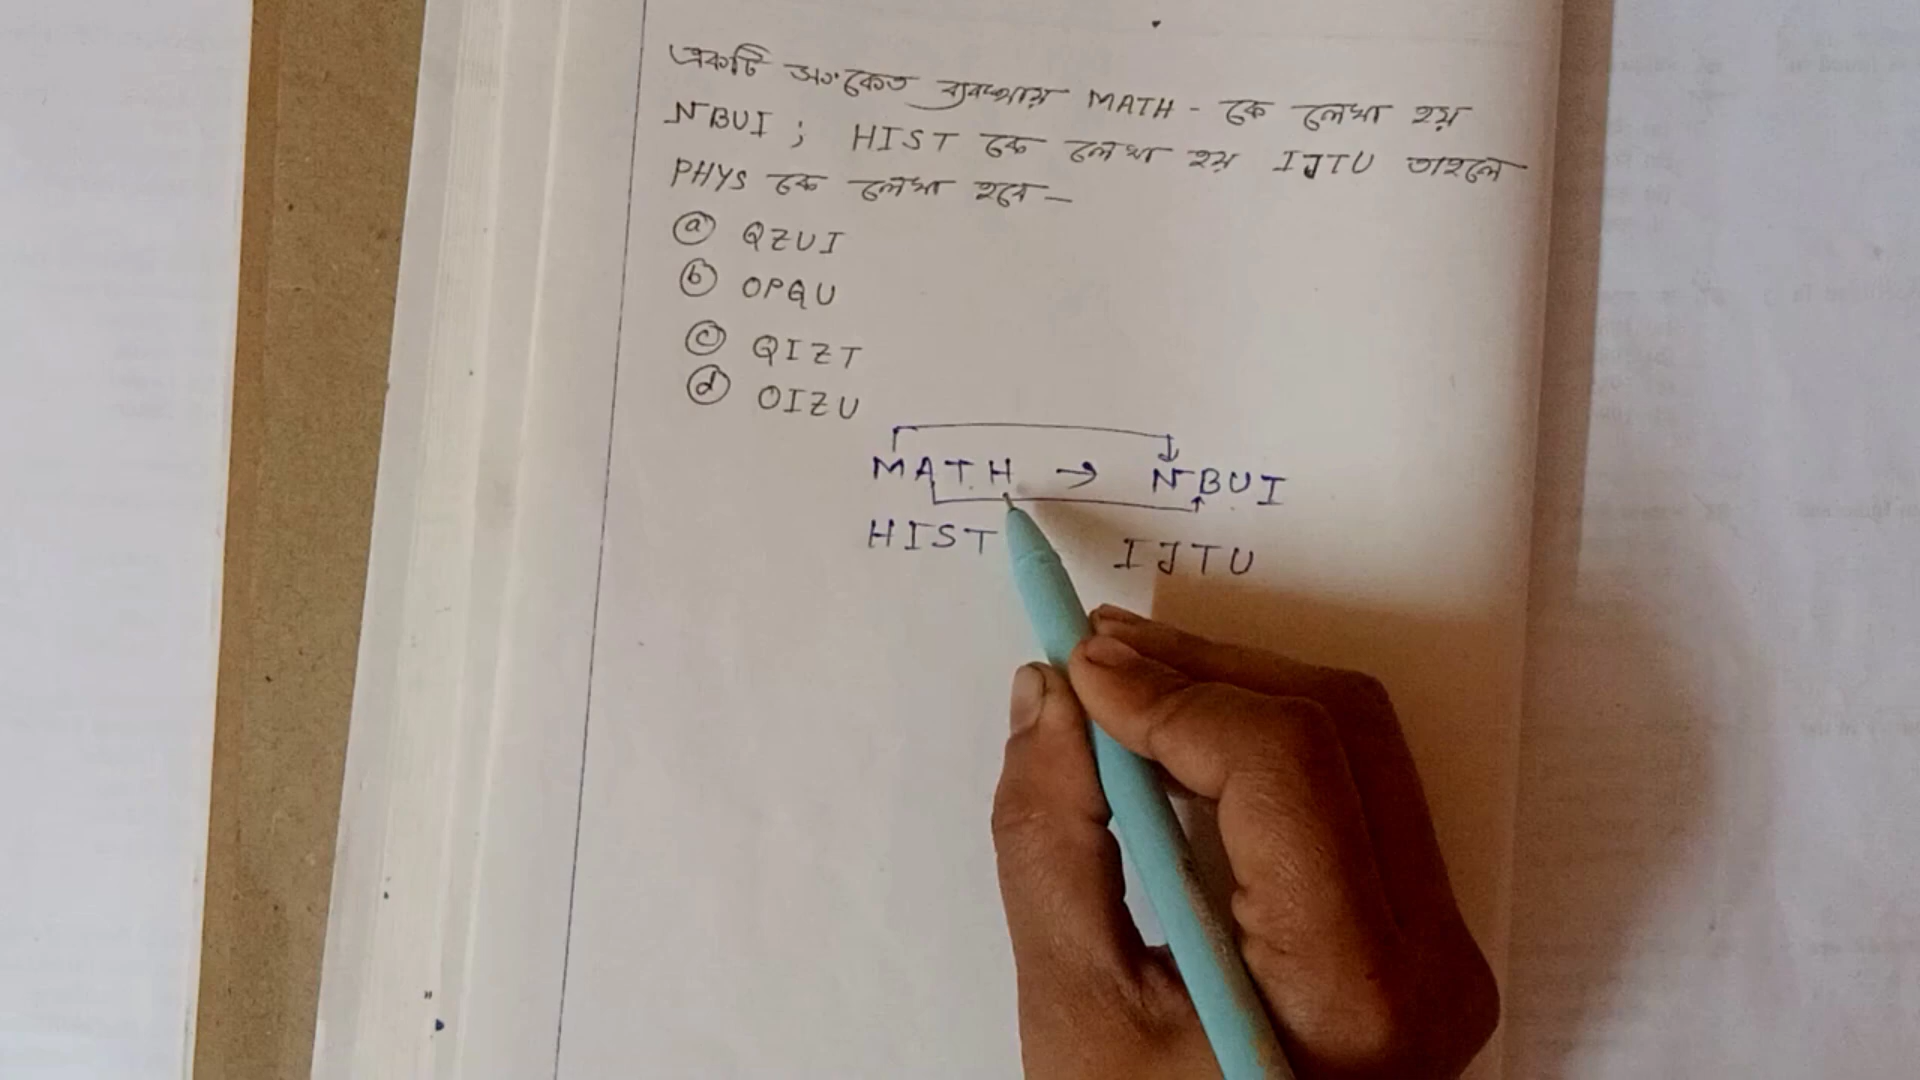 একটি সংকেত ব্যবস্থায় MATH - কে লেখা হয়
NBUI ; HIST কে লেখা হয় IJTU তাহলে
PHYS কে লেখা হবে —
ⓐ QZUI
ⓑ OPQU
ⓒ QIZT
ⓓ OIZU
MATH → NBUI
HIST IJTU